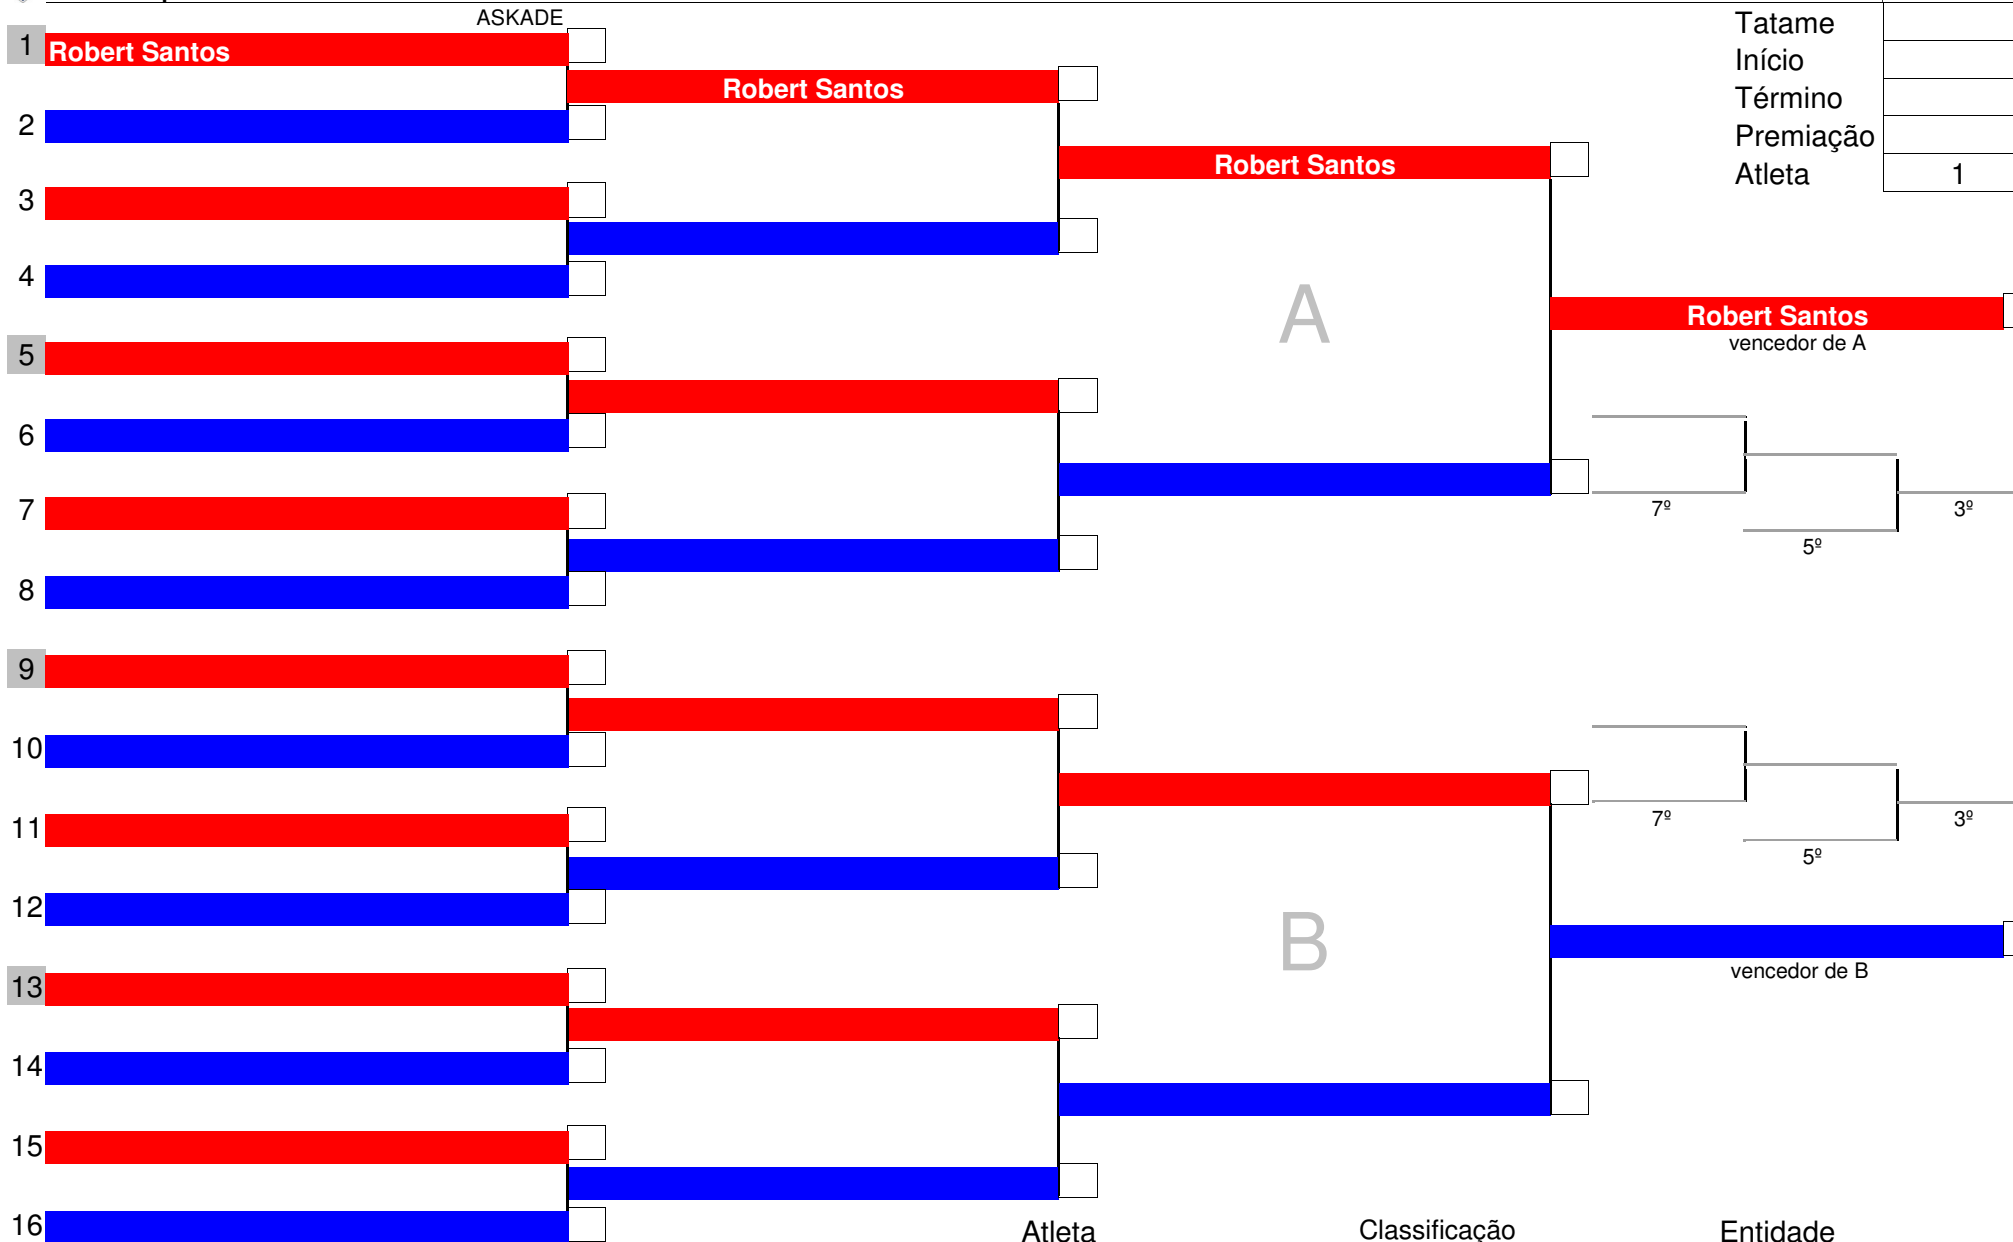 ASKADE
Tatame
1 Robert Santos
Início
Robert Santos
Término
2
Premiação
Robert Santos
Atleta 1
3
4
A
Robert Santos
vencedor de A
5
6
7
7º
3º
5º
8
9
10
11
7º
3º
5º
12
B
vencedor de B
13
14
15
16
Atleta Classificação Entidade